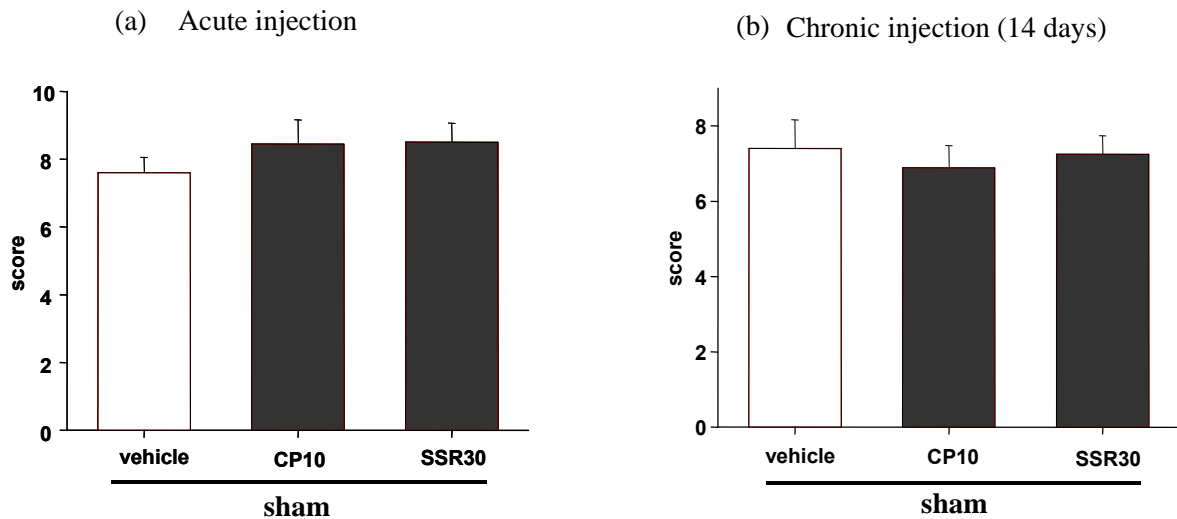 (a) Acute injection
10
8
6
4
2
0
score
vehicle CP10 SSR30
sham
(b) Chronic injection (14 days)
8
6
4
2
0
score
vehicle CP10 SSR30
sham